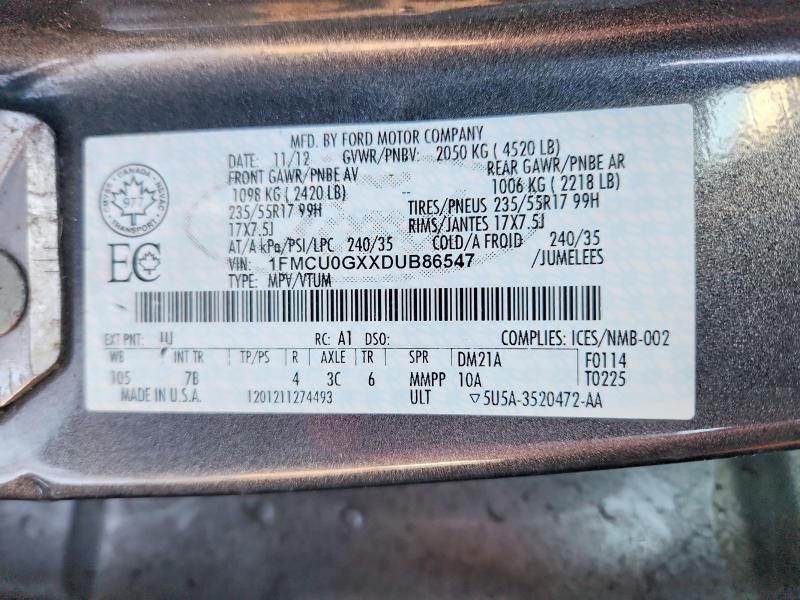 MFD. BY FORD MOTOR COMPANY
DATE: 11/12 GVWR/PNBV: 2050 KG ( 4520 LB)
FRONT GAWR/PNBE AV REAR GAWR/PNBE AR
1098 KG ( 2420 LB) -- 1006 KG ( 2218 LB)
235/55R17 99H TIRES/PNEUS 235/55R17 99H
17X7.5J RIMS/JANTES 17X7.5J
AT/A kPa/PSI/LPC 240/35 COLD/A FROID 240/35
VIN: 1FMCU0GXXDUB86547 /JUMELEES
TYPE: MPV/VTUM
CANADA
977
TRANSPORT
EC
EXT PNT: UJ RC: A1 DSO: COMPLIES: ICES/NMB-002
WB INT TR TP/PS R AXLE TR SPR DM21A F0114
105 7B 4 3C 6 MMPP 10A T0225
MADE IN U.S.A. 1201211274493 ULT ▽5U5A-3520472-AA